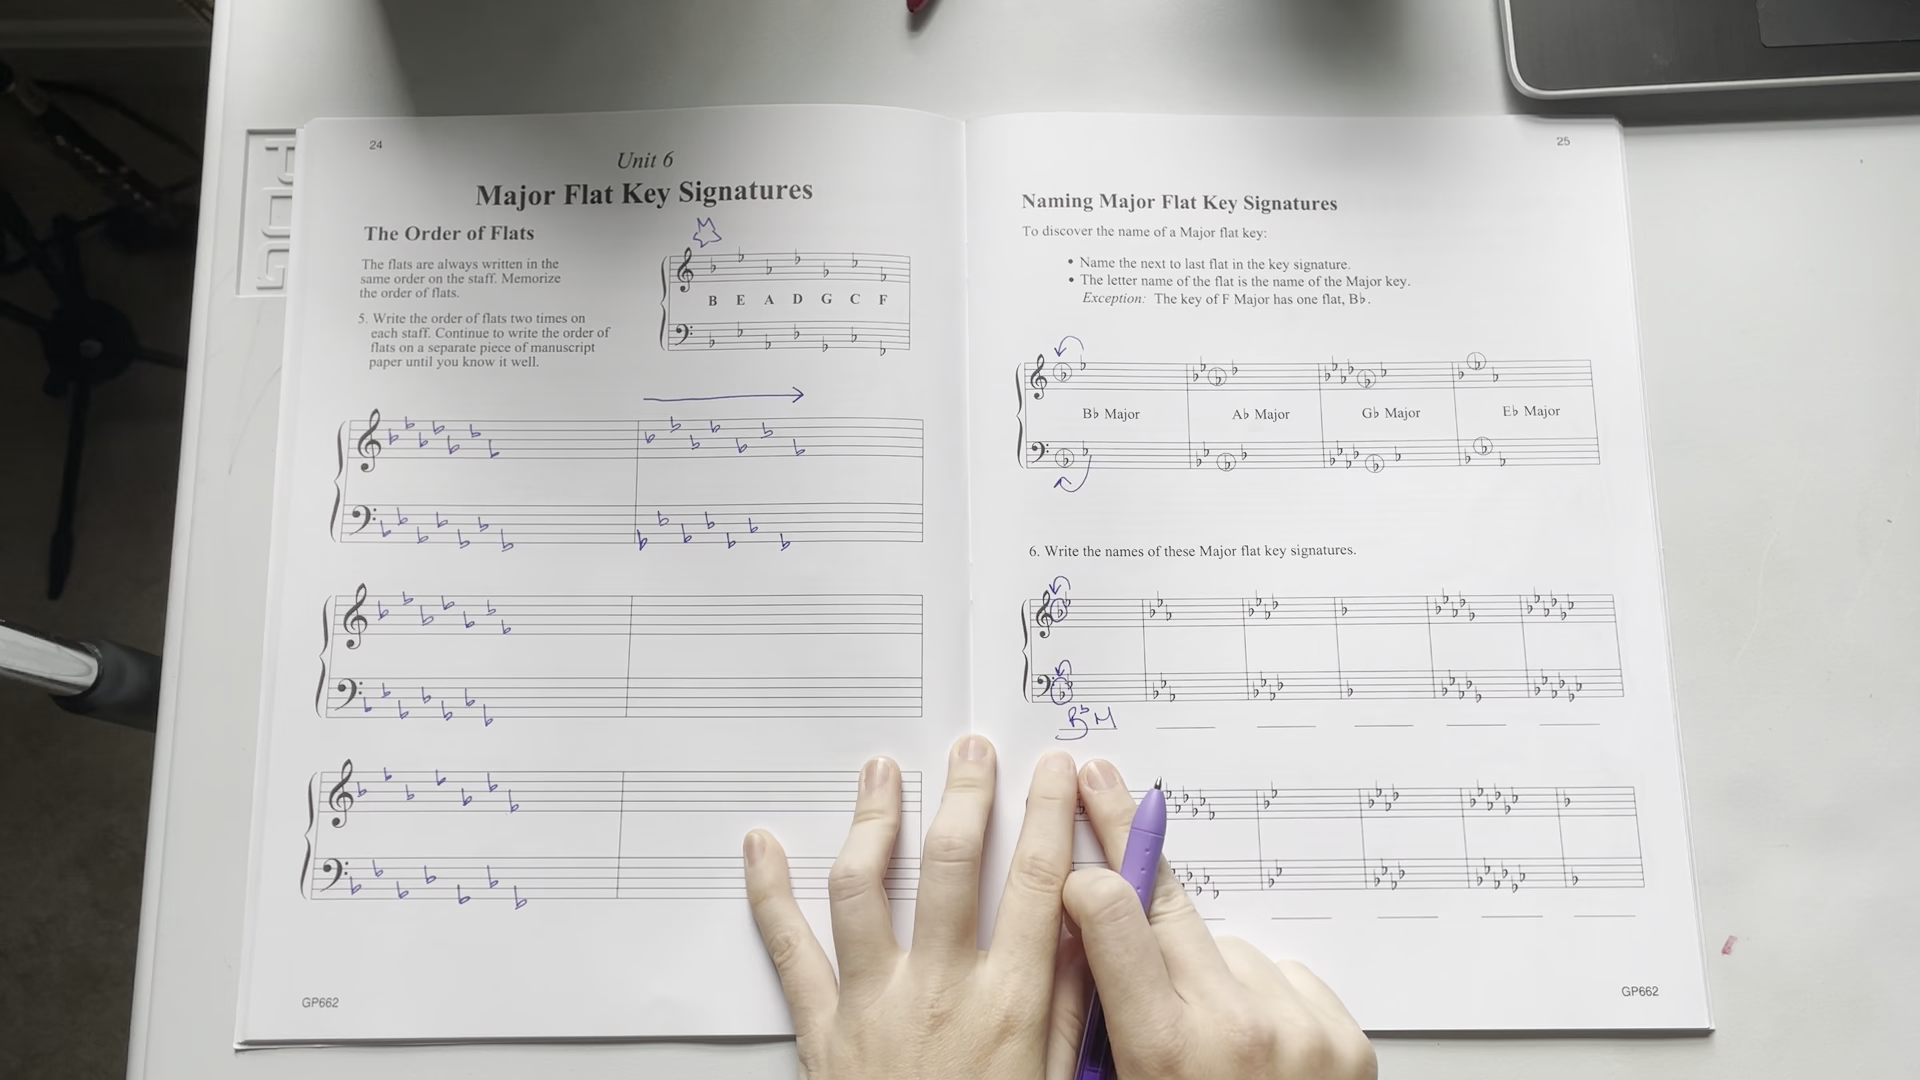 24
Unit 6
Major Flat Key Signatures
The Order of Flats
The flats are always written in the
same order on the staff. Memorize
the order of flats.
5. Write the order of flats two times on
each staff. Continue to write the order of
flats on a separate piece of manuscript
paper until you know it well.
B E A D G C F
GP662
25
Naming Major Flat Key Signatures
To discover the name of a Major flat key:
• Name the next to last flat in the key signature.
• The letter name of the flat is the name of the Major key.
Exception: The key of F Major has one flat, B♭.
B♭ Major A♭ Major G♭ Major E♭ Major
6. Write the names of these Major flat key signatures.
B♭ M
GP662